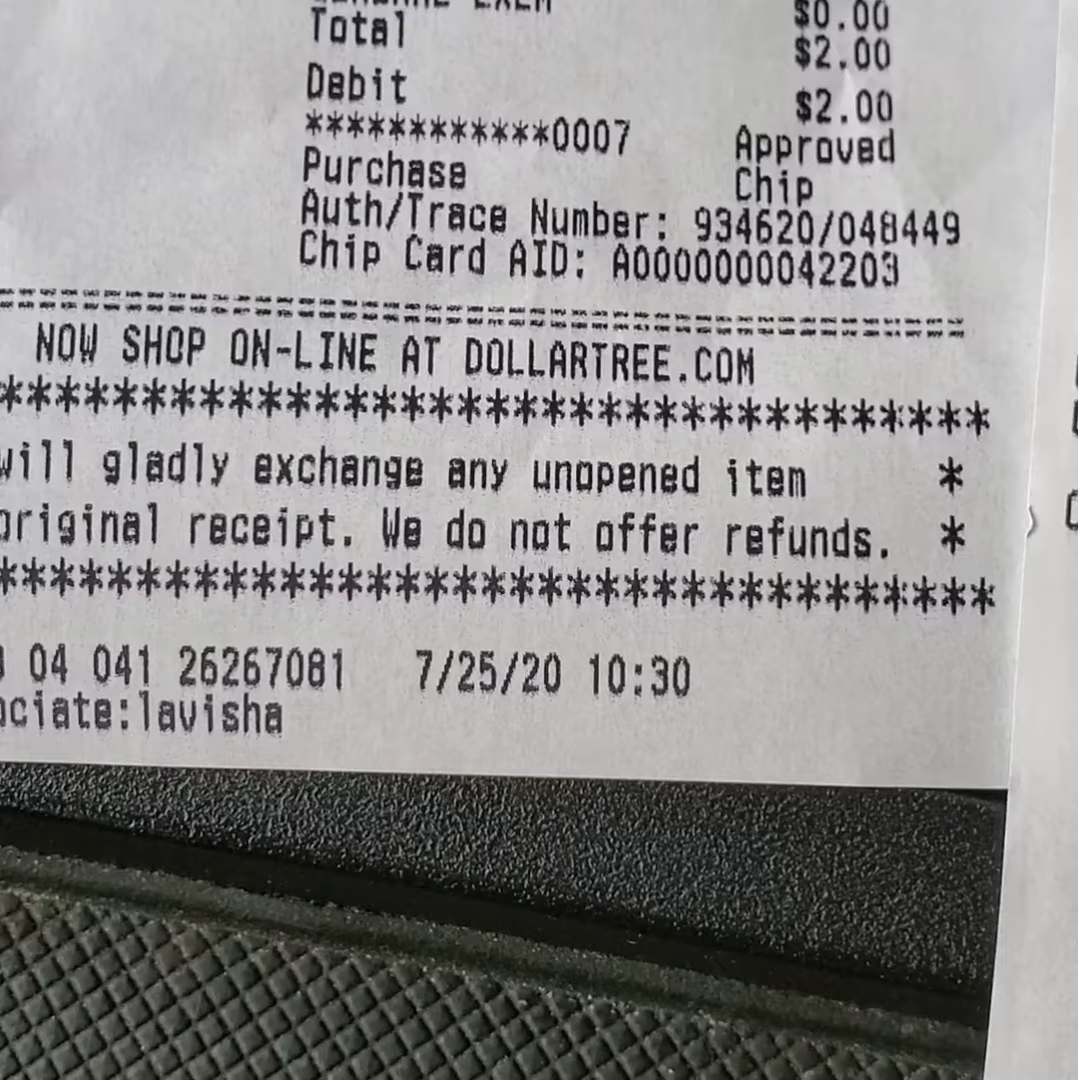 $0.00
Total $2.00
Debit $2.00
************0007 Approved
Purchase Chip
Auth/Trace Number: 934620/048449
Chip Card AID: A0000000042203
==================================================
NOW SHOP ON-LINE AT DOLLARTREE.COM
***********************************
will gladly exchange any unopened item *
original receipt. We do not offer refunds. *
***********************************
04 041 26267081 7/25/20 10:30
ociate:lavisha